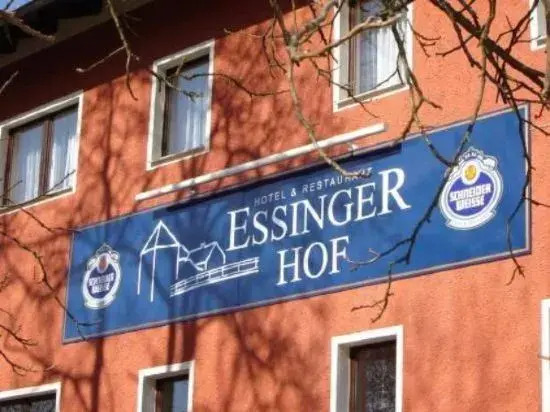 HOTEL & RESTAURANT
ESSINGER
HOF
SCHNEIDER
WEISSE
SCHNEIDER
WEISSE